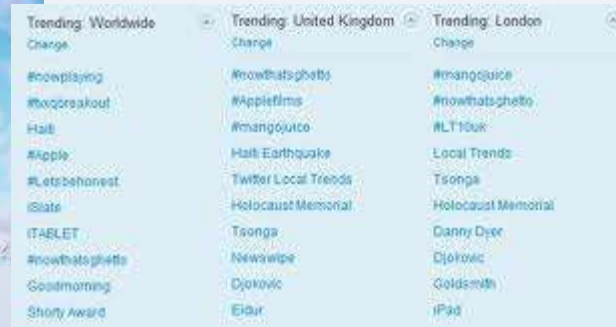 Trending: Worldwide
Change
#nowplaying
Haiti
#Apple
#Letsbehonest
iSlate
iTABLET
#nowthatsghetto
Goodmorning
Shorty Award
Trending: United Kingdom
Change
#nowthatsghetto
#Applefilms
#mangojuice
Haiti Earthquake
Twitter Local Trends
Holocaust Memorial
Tsonga
Newswipe
Djokovic
Eidur
Trending: London
Change
#mangojuice
#nowthatsghetto
#LT10uk
Local Trends
Tsonga
Holocaust Memorial
Danny Dyer
Djokovic
Goldsmith
iPad